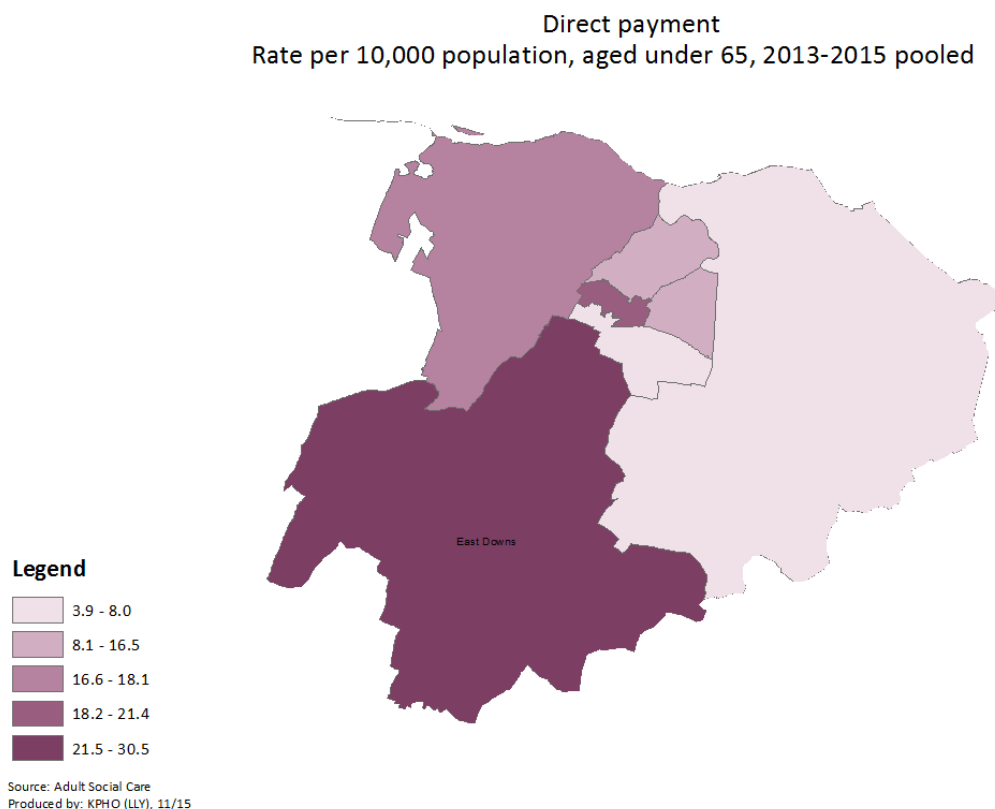 Direct payment
Rate per 10,000 population, aged under 65, 2013-2015 pooled
East Downs
Legend
3.9 - 8.0
8.1 - 16.5
16.6 - 18.1
18.2 - 21.4
21.5 - 30.5
Source: Adult Social Care
Produced by: KPHO (LLY), 11/15